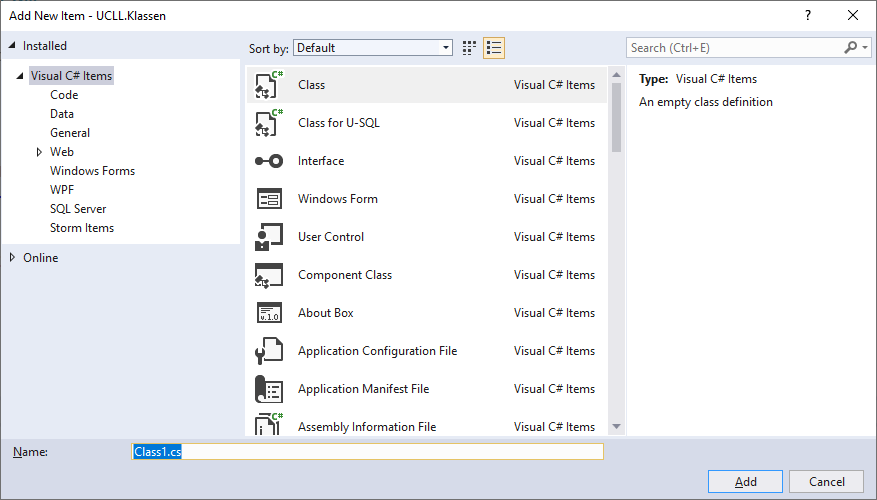 Add New Item - UCLL.Klassen
?
Installed
Sort by: Default
Search (Ctrl+E)
Visual C# Items
Code
Data
General
Web
Windows Forms
WPF
SQL Server
Storm Items
Online
C# Class Visual C# Items
C# Class for U-SQL Visual C# Items
Interface Visual C# Items
Windows Form Visual C# Items
User Control Visual C# Items
Component Class Visual C# Items
v.1.0 About Box Visual C# Items
Application Configuration File Visual C# Items
Application Manifest File Visual C# Items
C# Assembly Information File Visual C# Items
Type: Visual C# Items
An empty class definition
Name: Class1.cs
Add
Cancel